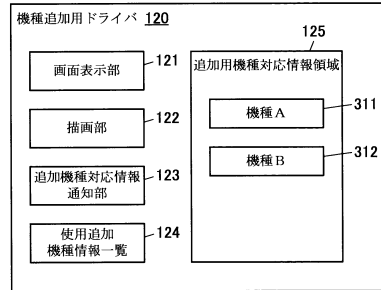 機種追加用ドライバ 120
画面表示部
121
描画部
122
追加機種対応情報
通知部
123
使用追加
機種情報一覧
124
125
追加用機種対応情報領域
機種A
311
機種B
312